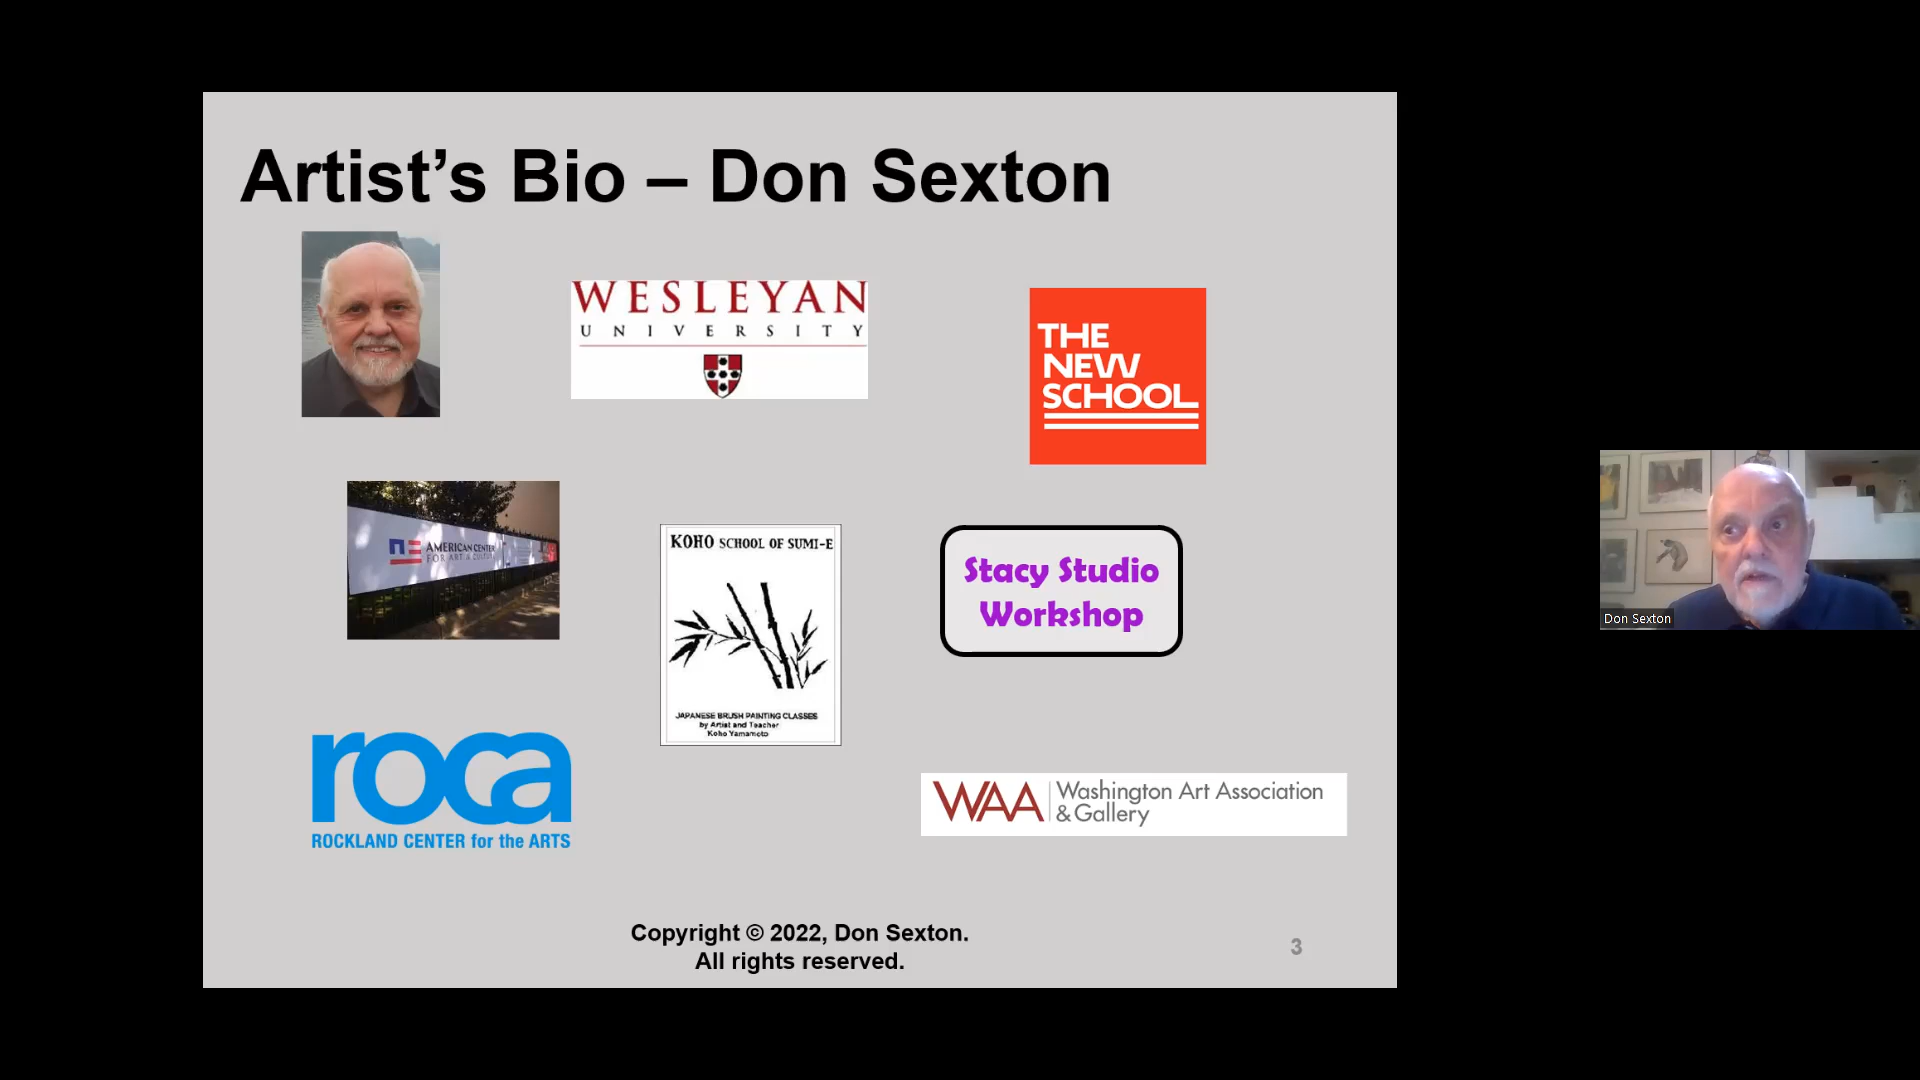 Artist’s Bio – Don Sexton
WESLEYAN
UNIVERSITY
THE
NEW
SCHOOL
AMERICAN CENTER
FOR ART & CULTURE
KOHO SCHOOL OF SUMI-E
JAPANESE BRUSH PAINTING CLASSES
by Artist and Teacher
Koho Yamamoto
Stacy Studio
Workshop
roca
ROCKLAND CENTER for the ARTS
WAA
Washington Art Association
& Gallery
Copyright © 2022, Don Sexton.
All rights reserved.
3
Don Sexton